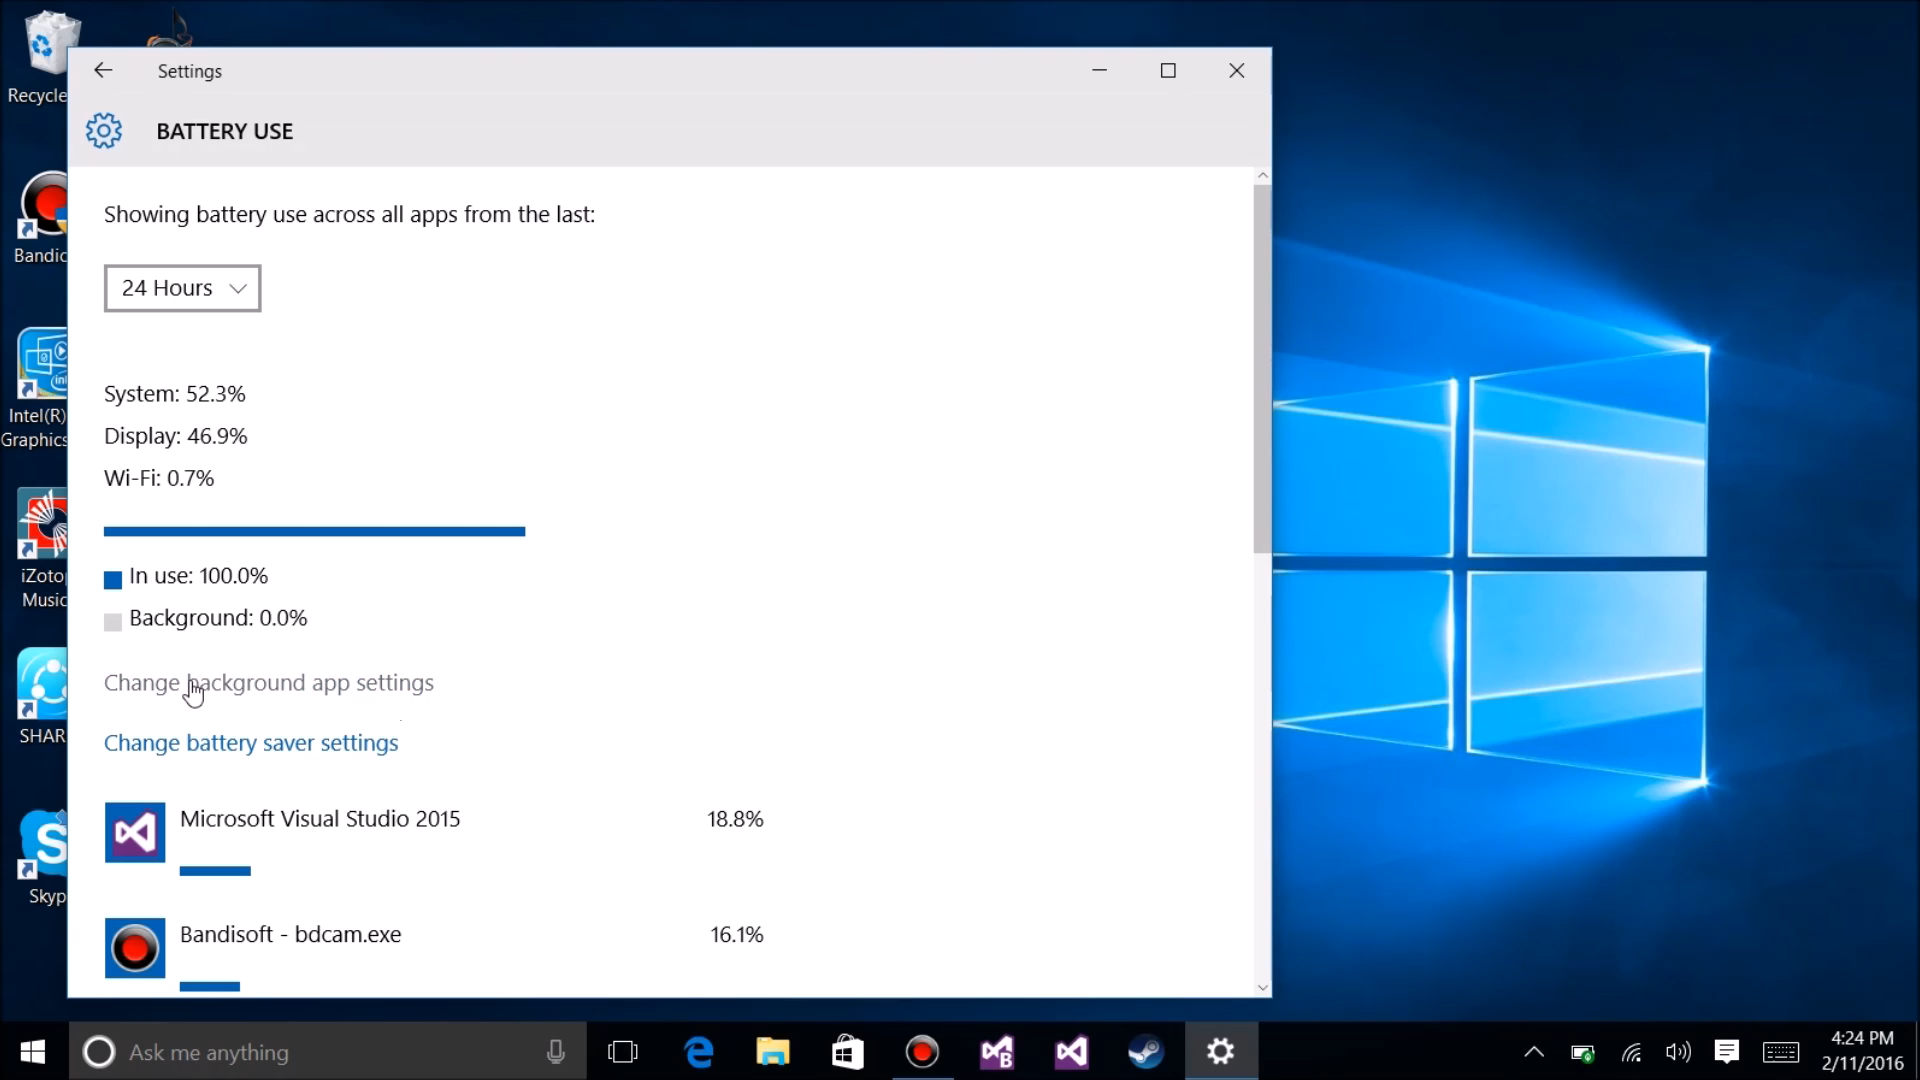 Recycle
Settings
BATTERY USE
Showing battery use across all apps from the last:
24 Hours
System: 52.3%
Display: 46.9%
Wi-Fi: 0.7%
In use: 100.0%
Background: 0.0%
Change background app settings
Change battery saver settings
Microsoft Visual Studio 2015
18.8%
Bandisoft - bdcam.exe
16.1%
Bandic
Intel(R)
Graphics
iZotop
Music
SHAR
Skyp
Ask me anything
4:24 PM
2/11/2016